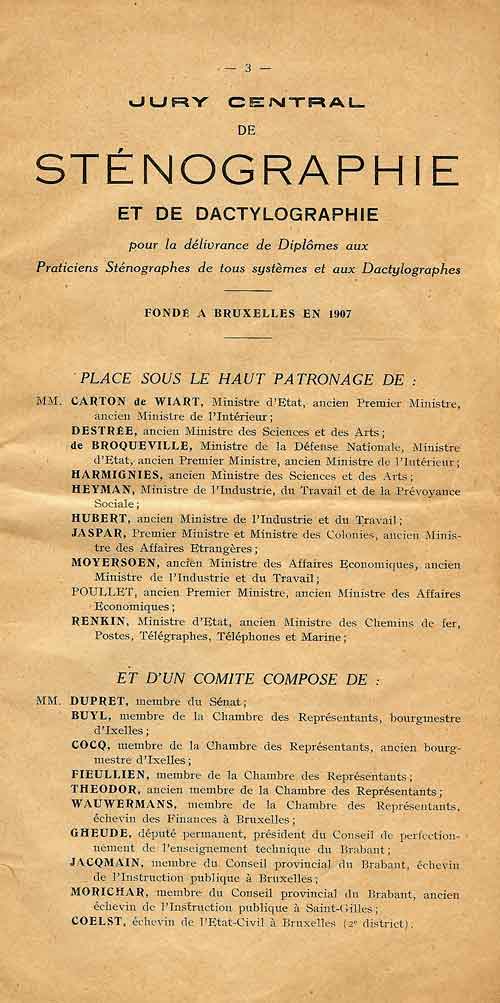 — 3 —
JURY CENTRAL
DE
STÉNOGRAPHIE
ET DE DACTYLOGRAPHIE
pour la délivrance de Diplômes aux
Praticiens Sténographes de tous systèmes et aux Dactylographes
FONDÉ A BRUXELLES EN 1907
PLACE SOUS LE HAUT PATRONAGE DE :
MM. CARTON de WIART, Ministre d'Etat, ancien Premier Ministre,
ancien Ministre de l'Intérieur ;
DESTRÉE, ancien Ministre des Sciences et des Arts ;
de BROQUEVILLE, Ministre de la Défense Nationale, Ministre
d'Etat, ancien Premier Ministre, ancien Ministre de l'Intérieur ;
HARMIGNIES, ancien Ministre des Sciences et des Arts ;
HEYMAN, Ministre de l'Industrie, du Travail et de la Prévoyance
Sociale ;
HUBERT, ancien Ministre de l'Industrie et du Travail ;
JASPAR, Premier Ministre et Ministre des Colonies, ancien Minis-
tre des Affaires Etrangères ;
MOYERSOEN, ancien Ministre des Affaires Economiques, ancien
Ministre de l'Industrie et du Travail ;
POULLET, ancien Premier Ministre, ancien Ministre des Affaires
Economiques ;
RENKIN, Ministre d'Etat, ancien Ministre des Chemins de fer,
Postes, Télégraphes, Téléphones et Marine ;
ET D'UN COMITE COMPOSE DE :
MM. DUPRET, membre du Sénat ;
BUYL, membre de la Chambre des Représentants, bourgmestre
d'Ixelles ;
COCQ, membre de la Chambre des Représentants, ancien bourg-
mestre d'Ixelles ;
FIEULLIEN, membre de la Chambre des Représentants ;
THEODOR, ancien membre de la Chambre des Représentants ;
WAUWERMANS, membre de la Chambre des Représentants,
échevin des Finances à Bruxelles ;
GHEUDE, député permanent, président du Conseil de perfection-
nement de l'enseignement technique du Brabant ;
JACQMAIN, membre du Conseil provincial du Brabant, échevin
de l'Instruction publique à Bruxelles ;
MORICHAR, membre du Conseil provincial du Brabant, ancien
échevin de l'Instruction publique à Saint-Gilles ;
COELST, échevin de l'Etat-Civil à Bruxelles (2e district).